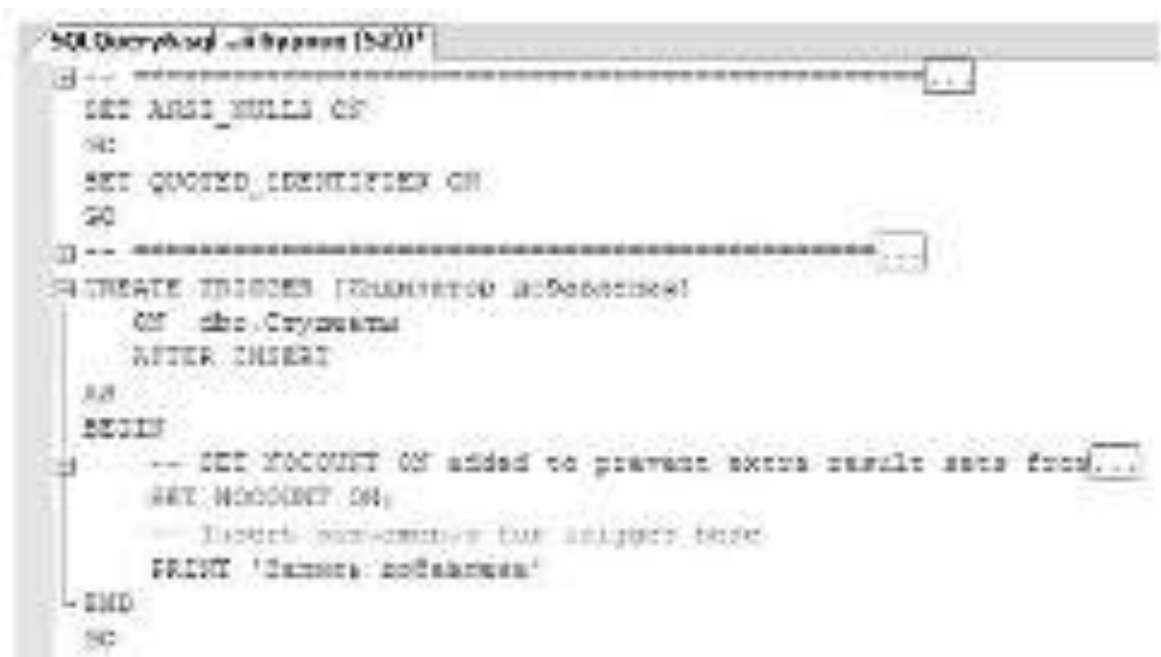 -- ================================================...
SET ANSI_NULLS ON
GO
SET QUOTED_IDENTIFIER ON
GO
-- =============================================...
CREATE TRIGGER [Индикатор добавления]
ON dbo.Студенты
AFTER INSERT
AS
BEGIN
-- SET NOCOUNT ON added to prevent extra result sets from...
SET NOCOUNT ON;
-- Insert statements for trigger here
PRINT 'Запись добавлена'
END
GO